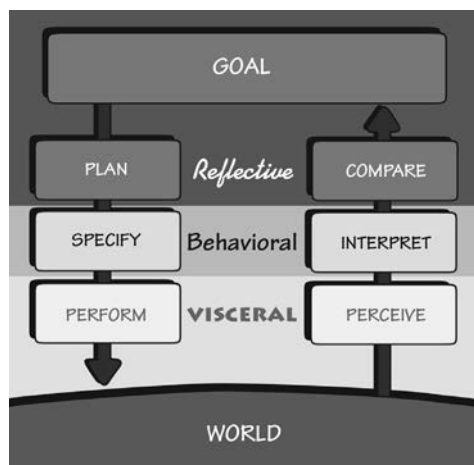 GOAL
PLAN Reflective COMPARE
SPECIFY Behavioral INTERPRET
PERFORM VISCERAL PERCEIVE
WORLD